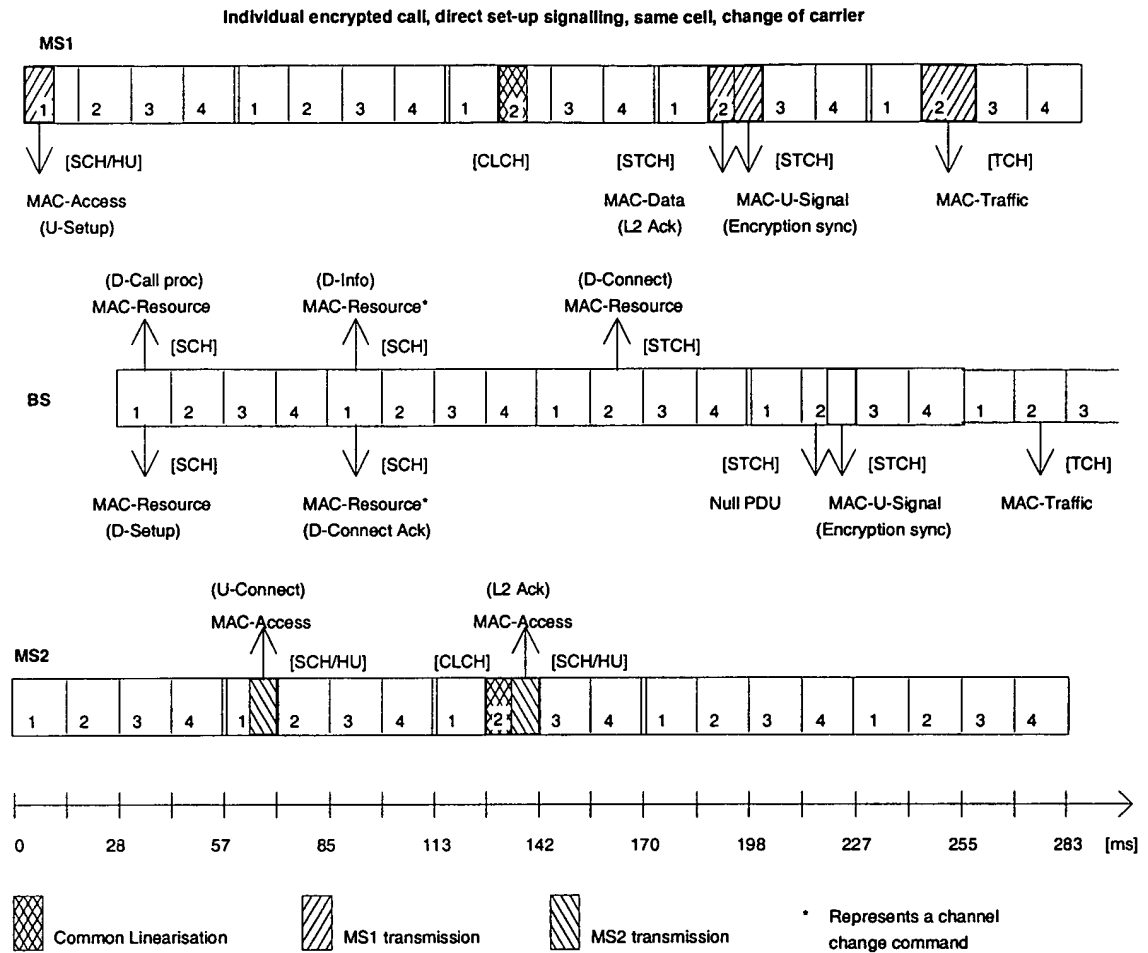 Individual encrypted call, direct set-up signalling, same cell, change of carrier
MS1
1 2 3 4 1 2 3 4 1 2 3 4 1 2 3 4 1 2 3 4
[SCH/HU] [CLCH] [STCH] [STCH] [TCH]
MAC-Access MAC-Data MAC-U-Signal MAC-Traffic
(U-Setup) (L2 Ack) (Encryption sync)
(D-Call proc) (D-Info) (D-Connect)
MAC-Resource MAC-Resource* MAC-Resource
[SCH] [SCH] [STCH]
BS
1 2 3 4 1 2 3 4 1 2 3 4 1 2 3 4 1 2 3
[SCH] [SCH] [STCH] [STCH] [TCH]
MAC-Resource MAC-Resource* Null PDU MAC-U-Signal MAC-Traffic
(D-Setup) (D-Connect Ack) (Encryption sync)
(U-Connect) (L2 Ack)
MAC-Access MAC-Access
MS2
[SCH/HU] [CLCH] [SCH/HU]
1 2 3 4 1 2 3 4 1 2 3 4 1 2 3 4 1 2 3 4
0 28 57 85 113 142 170 198 227 255 283 [ms]
Common Linearisation MS1 transmission MS2 transmission * Represents a channel
change command